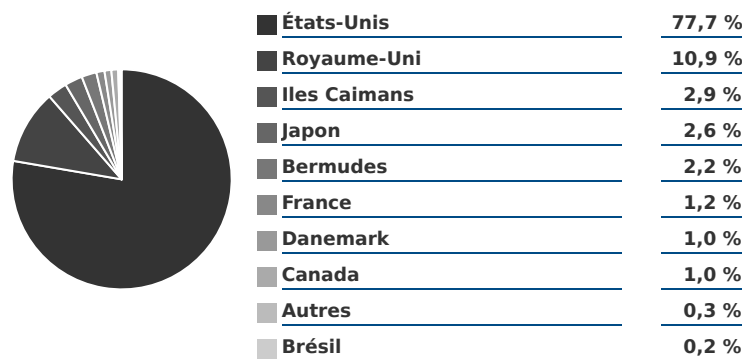 États-Unis 77,7 %
Royaume-Uni 10,9 %
Iles Caimans 2,9 %
Japon 2,6 %
Bermudes 2,2 %
France 1,2 %
Danemark 1,0 %
Canada 1,0 %
Autres 0,3 %
Brésil 0,2 %